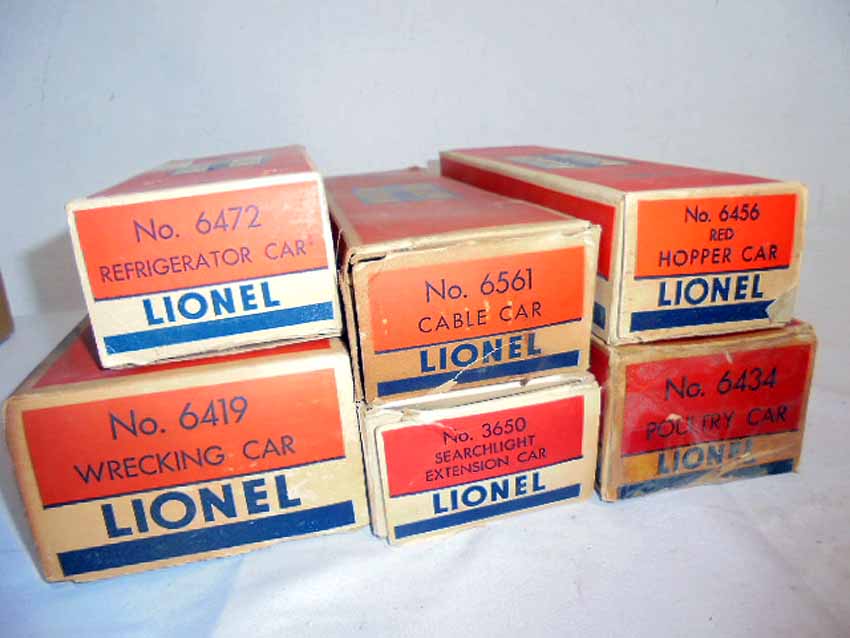 No. 6472
REFRIGERATOR CAR
LIONEL
No. 6561
CABLE CAR
LIONEL
No. 6456
RED
HOPPER CAR
LIONEL
No. 6419
WRECKING CAR
LIONEL
No. 3650
SEARCHLIGHT
EXTENSION CAR
LIONEL
No. 6434
POULTRY CAR
LIONEL